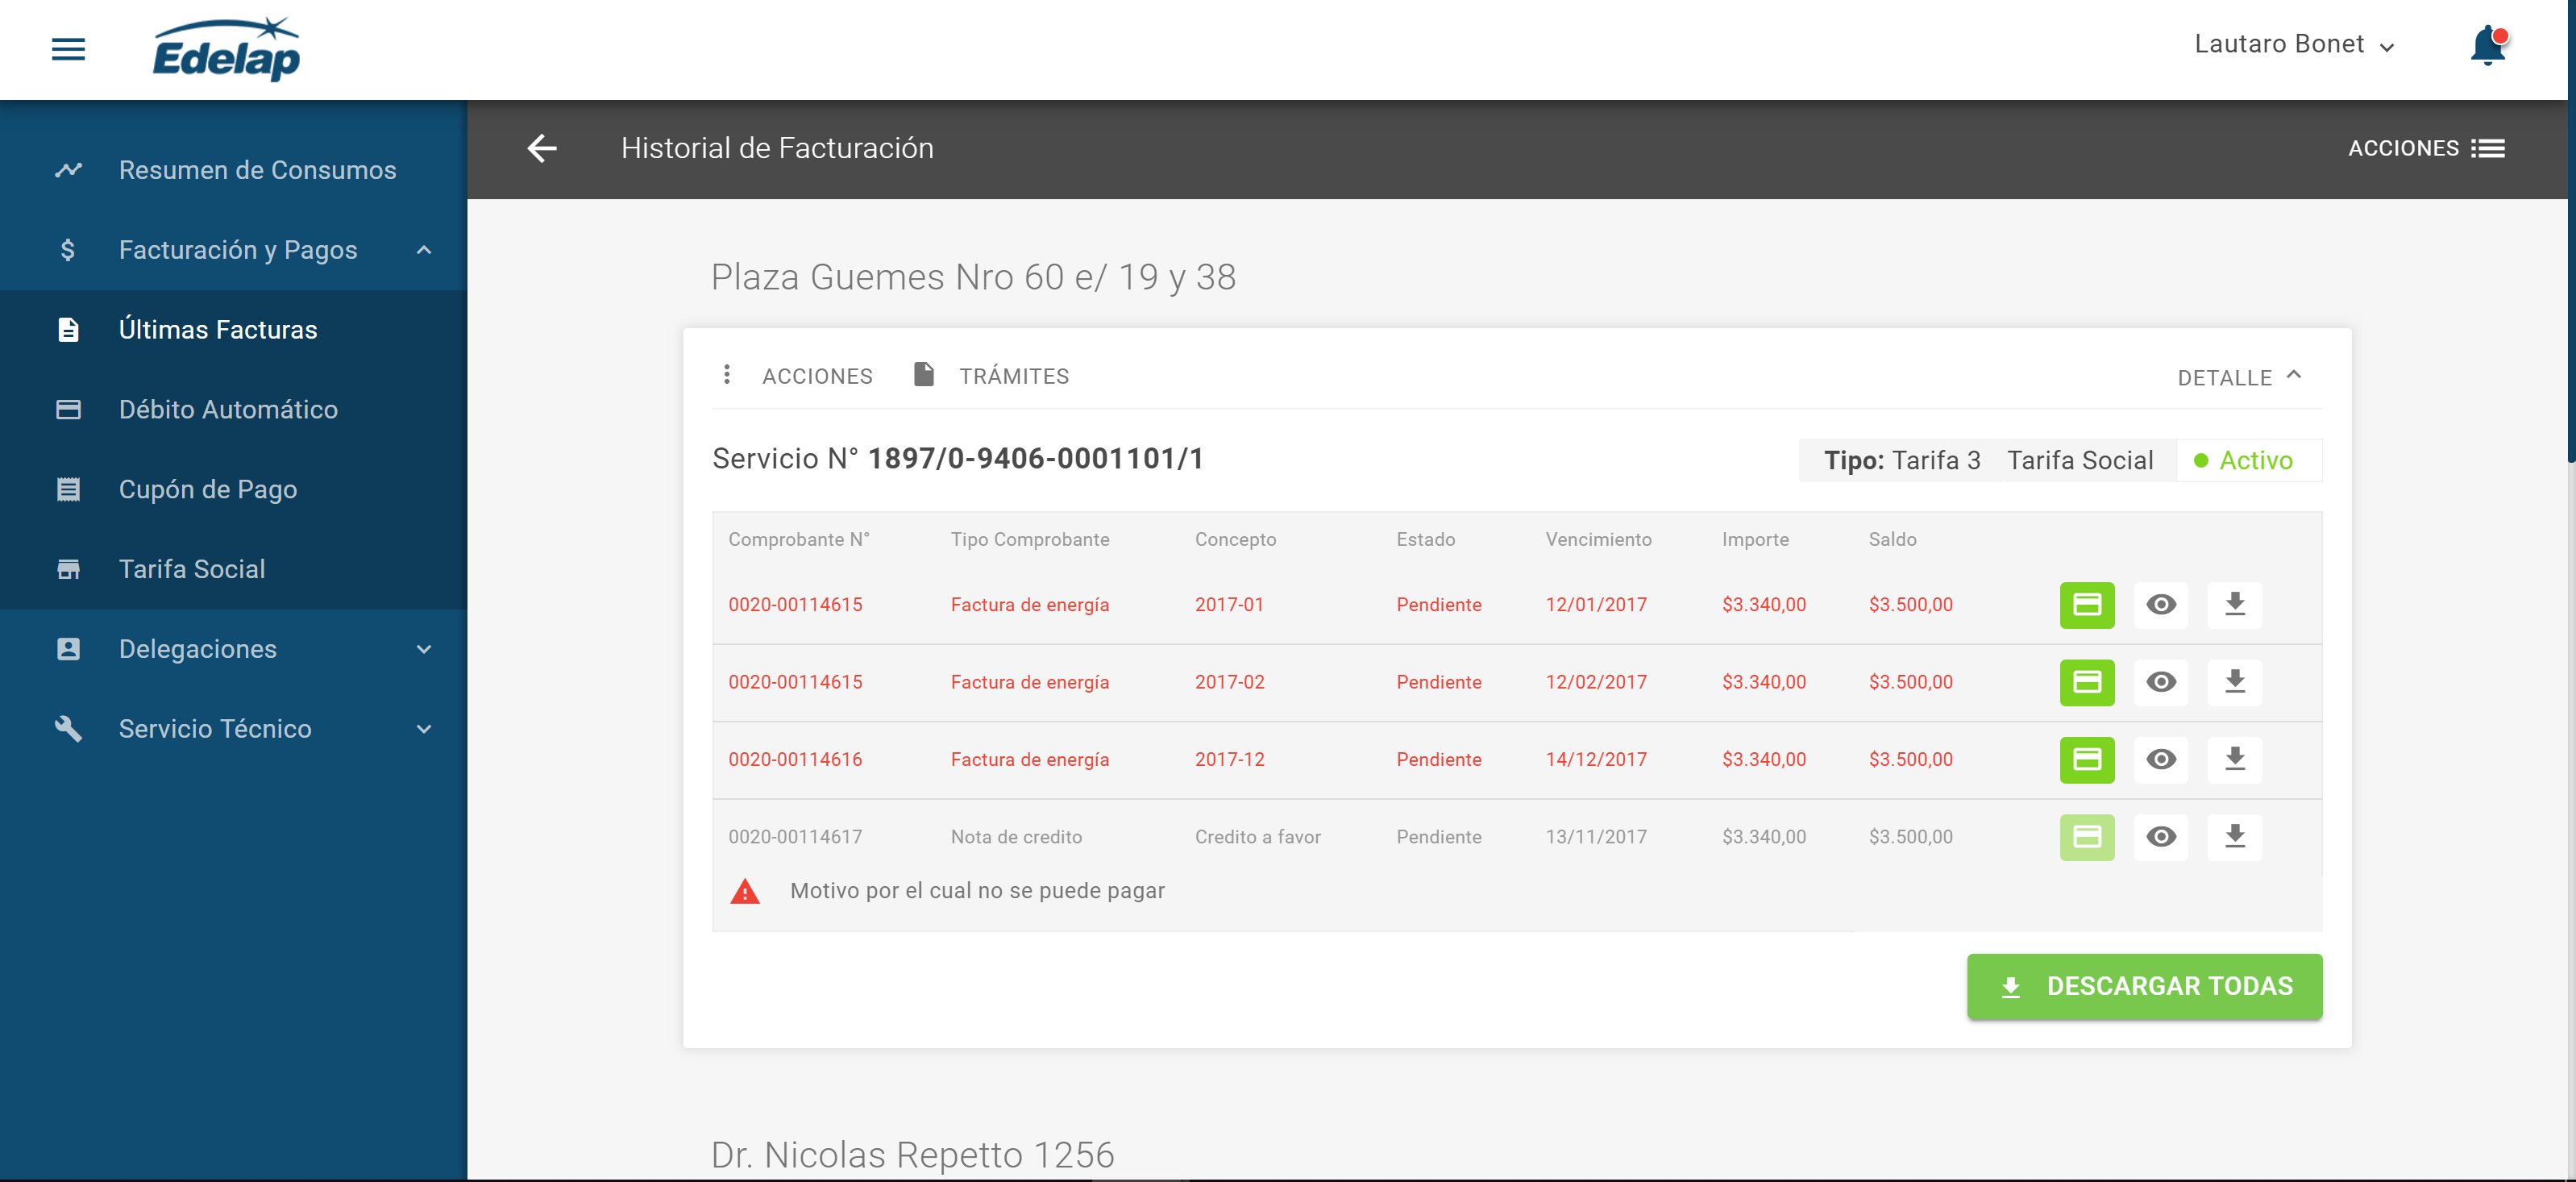 Edelap
Lautaro Bonet
Historial de Facturación
ACCIONES
Resumen de Consumos
Facturación y Pagos
Últimas Facturas
Débito Automático
Cupón de Pago
Tarifa Social
Delegaciones
Servicio Técnico
Plaza Guemes Nro 60 e/ 19 y 38
ACCIONES TRÁMITES DETALLE
Servicio N° 1897/0-9406-0001101/1 Tipo: Tarifa 3 Tarifa Social Activo
Comprobante N° Tipo Comprobante Concepto Estado Vencimiento Importe Saldo
0020-00114615 Factura de energía 2017-01 Pendiente 12/01/2017 $3.340,00 $3.500,00
0020-00114615 Factura de energía 2017-02 Pendiente 12/02/2017 $3.340,00 $3.500,00
0020-00114616 Factura de energía 2017-12 Pendiente 14/12/2017 $3.340,00 $3.500,00
0020-00114617 Nota de credito Credito a favor Pendiente 13/11/2017 $3.340,00 $3.500,00
Motivo por el cual no se puede pagar
DESCARGAR TODAS
Dr. Nicolas Repetto 1256